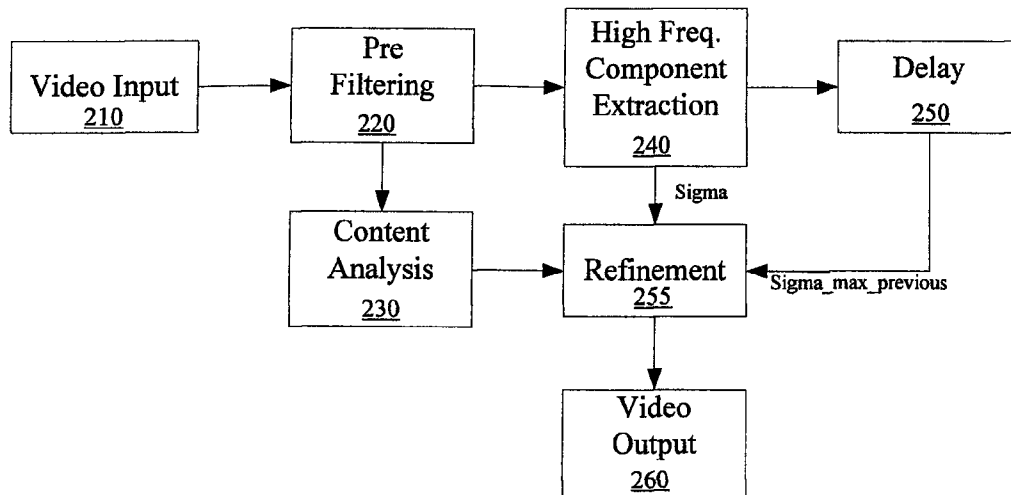 Video Input
210
Pre
Filtering
220
High Freq.
Component
Extraction
240
Delay
250
Sigma
Content
Analysis
230
Refinement
255
Sigma_max_previous
Video
Output
260